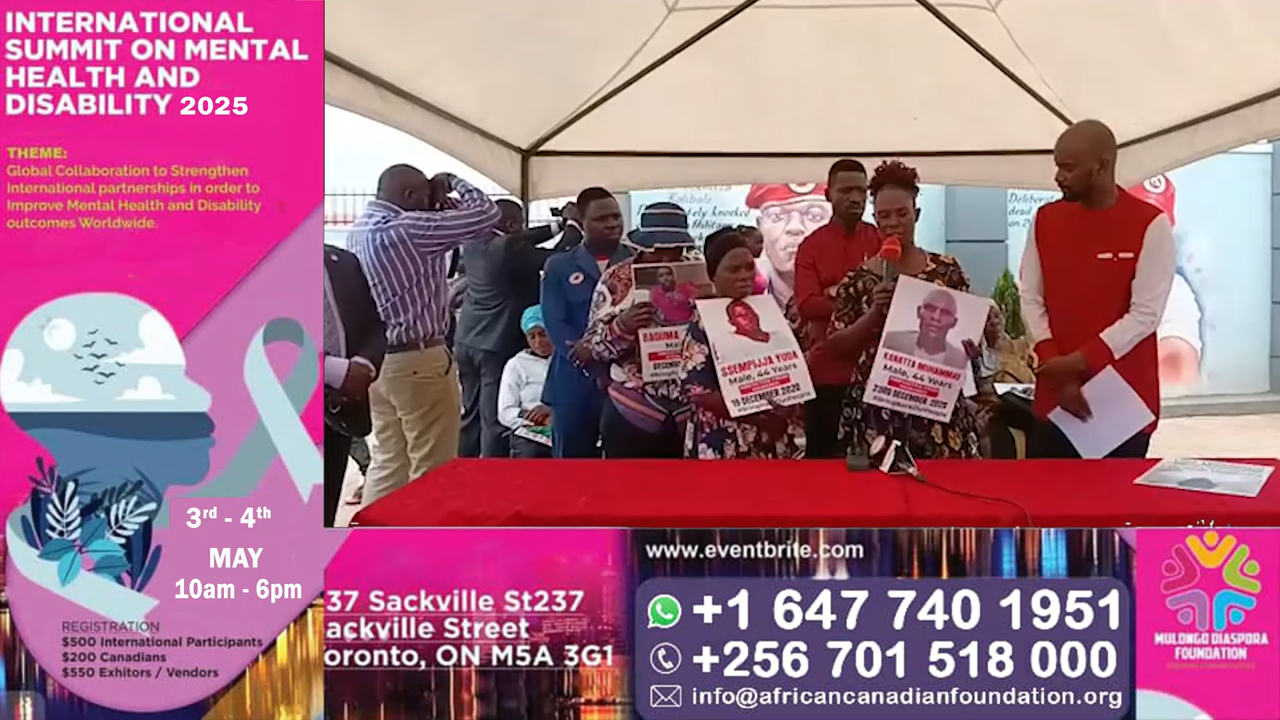 INTERNATIONAL
SUMMIT ON MENTAL
HEALTH AND
DISABILITY 2025
THEME:
Global Collaboration to Strengthen
International partnerships in order to
Improve Mental Health and Disability
outcomes Worldwide.
3rd - 4th
MAY
10am - 6pm
REGISTRATION
$500 International Participants
$200 Canadians
$550 Exhitors / Vendors
SSEMPIJJA YUDA
Male, 44 Years
19 DECEMBER 2020
KANATTA MUHAMMAD
Male, 44 Years
23RD DECEMBER 2020
37 Sackville St237
ackville Street
oronto, ON M5A 3G1
www.eventbrite.com
+1 647 740 1951
+256 701 518 000
info@africancanadianfoundation.org
MULONGO DIASPORA
FOUNDATION